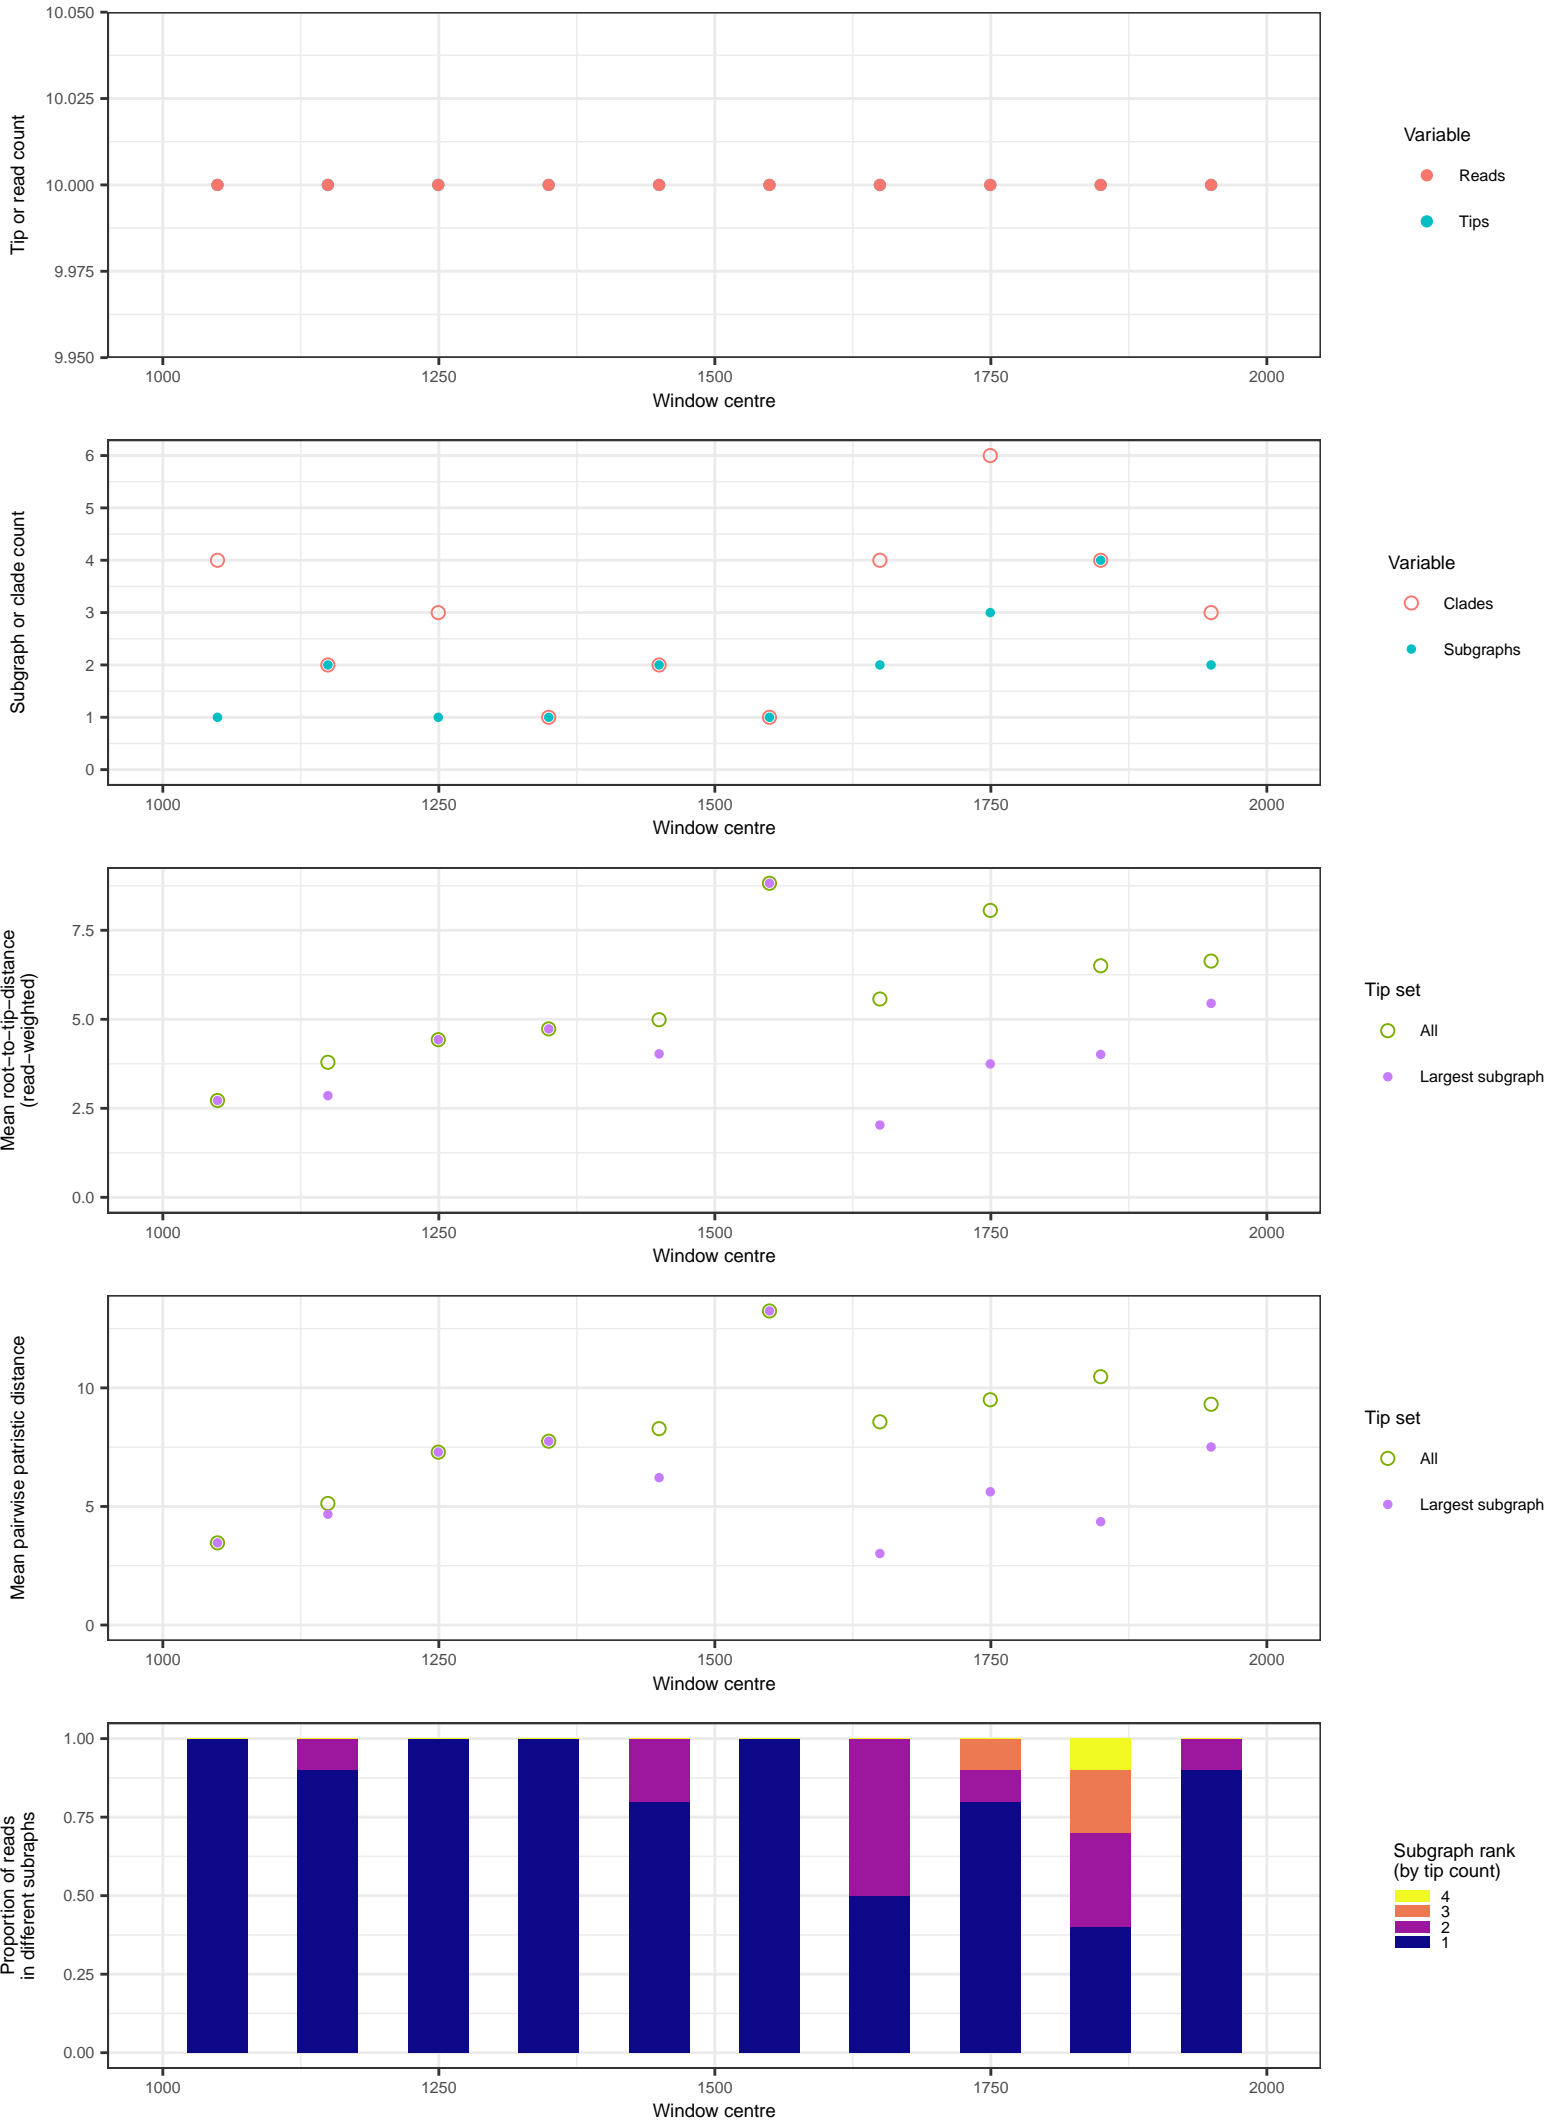 10.050
10.025
10.000
9.975
9.950
Tip or read count
1000 1250 1500 1750 2000
Window centre
Variable
Reads
Tips
6
5
4
3
2
1
0
Subgraph or clade count
1000 1250 1500 1750 2000
Window centre
Variable
Clades
Subgraphs
7.5
5.0
2.5
0.0
Mean root−to−tip−distance
(read−weighted)
1000 1250 1500 1750 2000
Window centre
Tip set
All
Largest subgraph
10
5
0
Mean pairwise patristic distance
1000 1250 1500 1750 2000
Window centre
Tip set
All
Largest subgraph
1.00
0.75
0.50
0.25
0.00
Proportion of reads
in different subraphs
1000 1250 1500 1750 2000
Window centre
Subgraph rank
(by tip count)
4
3
2
1